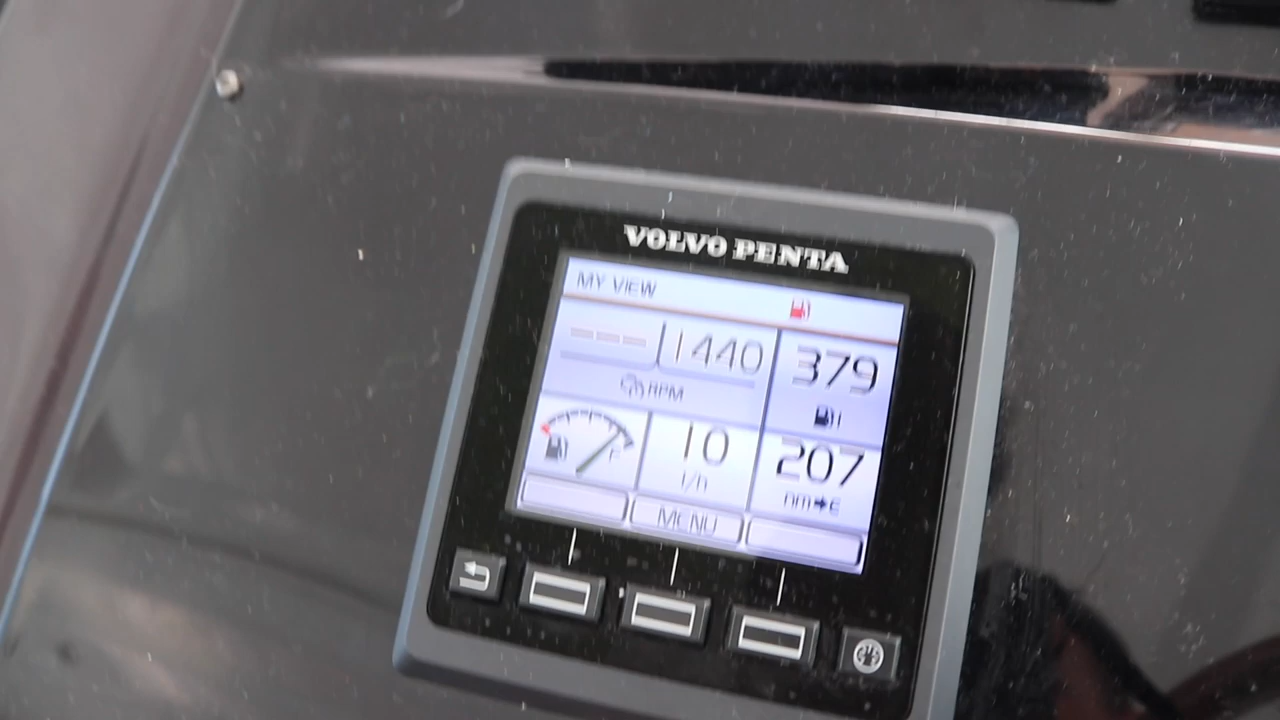 VOLVO PENTA
MY VIEW
--- 1440 379
RPM
10 207
l/h nm➔E
F
MENU